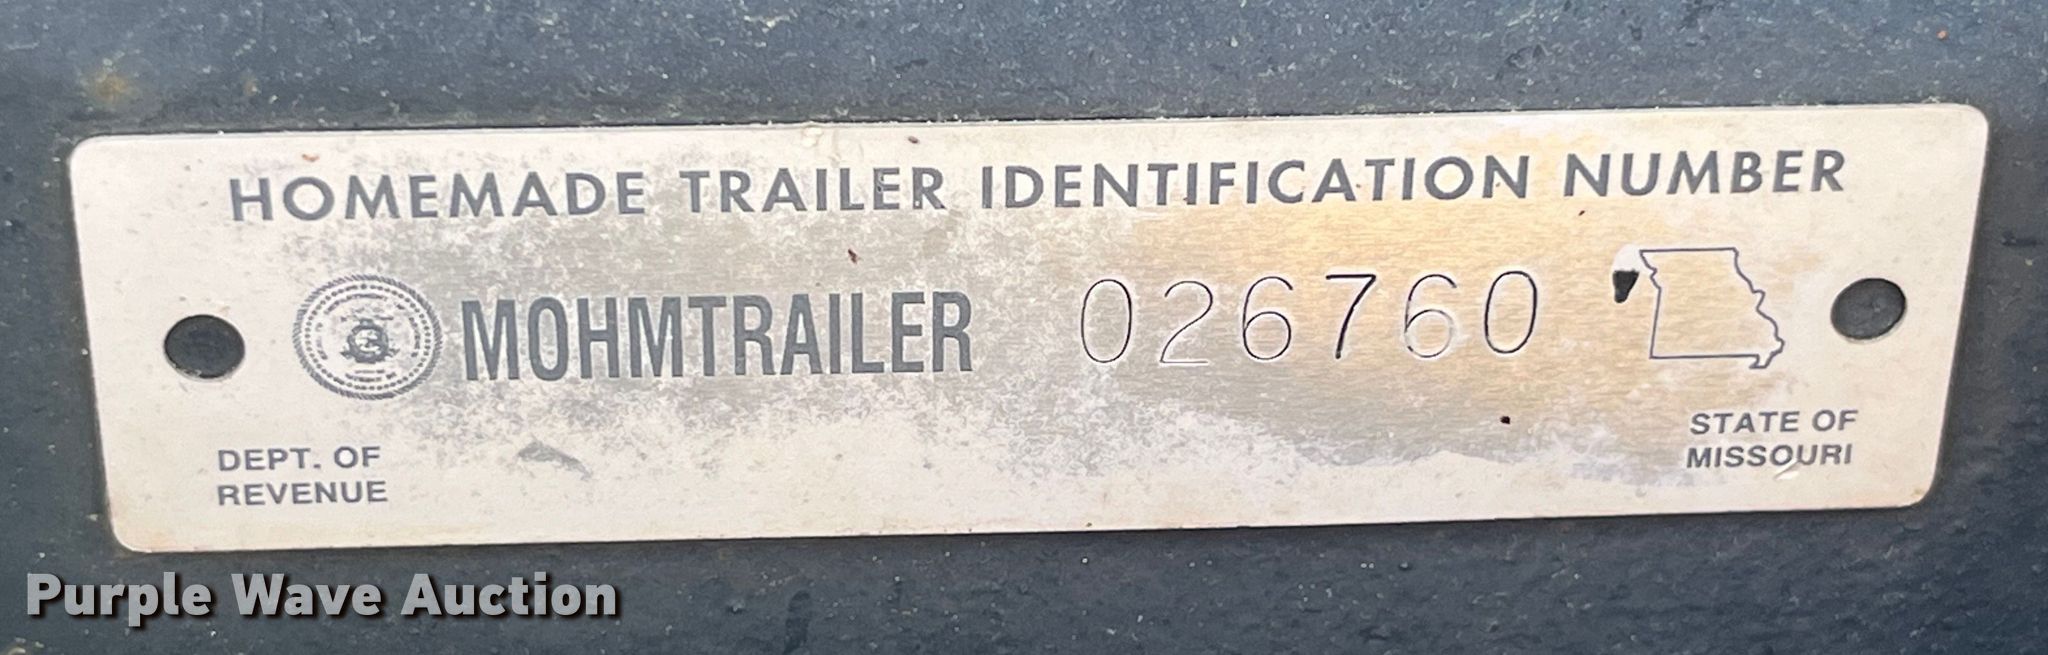 HOMEMADE TRAILER IDENTIFICATION NUMBER
MOHMTRAILER 026760
DEPT. OF
REVENUE
STATE OF
MISSOURI
Purple Wave Auction